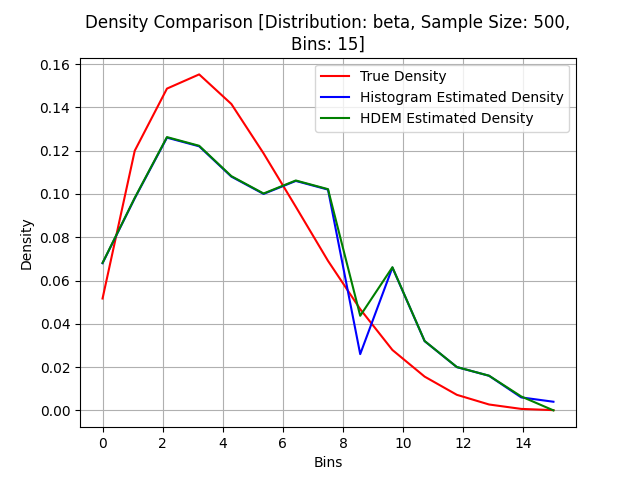 Density Comparison [Distribution: beta, Sample Size: 500,
Bins: 15]
True Density
Histogram Estimated Density
HDEM Estimated Density
Density
0.16
0.14
0.12
0.10
0.08
0.06
0.04
0.02
0.00
0 2 4 6 8 10 12 14
Bins